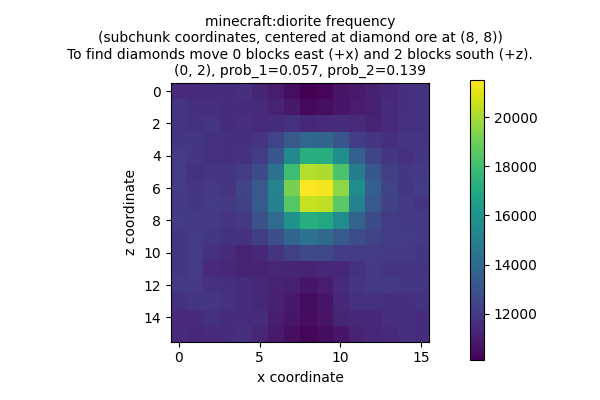 minecraft:diorite frequency
(subchunk coordinates, centered at diamond ore at (8, 8))
To find diamonds move 0 blocks east (+x) and 2 blocks south (+z).
(0, 2), prob_1=0.057, prob_2=0.139
0
2
4
6
8
10
12
14
z coordinate
0 5 10 15
x coordinate
20000
18000
16000
14000
12000